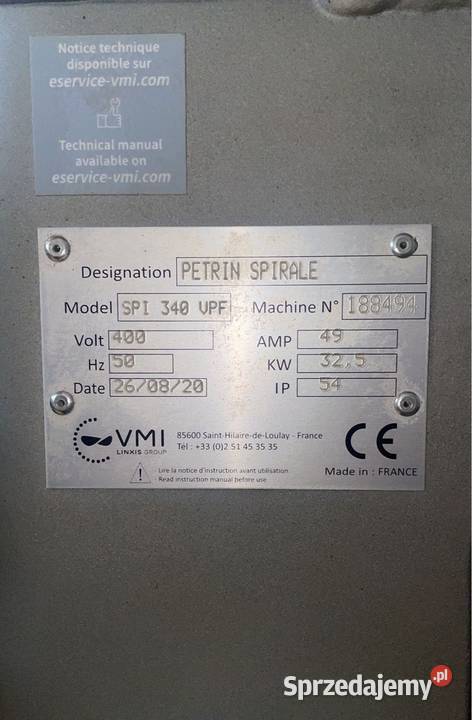 Notice technique
disponible sur
eservice-vmi.com
Technical manual
available on
eservice-vmi.com
Designation PETRIN SPIRALE
Model SPI 340 VPF Machine N° 188494
Volt 400 AMP 49
Hz 50 KW 32,5
Date 26/08/20 IP 54
VMI
LINXIS GROUP
85600 Saint-Hilaire-de-Loulay - France
Tél : +33 (0)2 51 45 35 35
CE
Lire la notice d'instruction avant utilisation
Read instruction manual before use
Made in : FRANCE
Sprzedajemy.pl